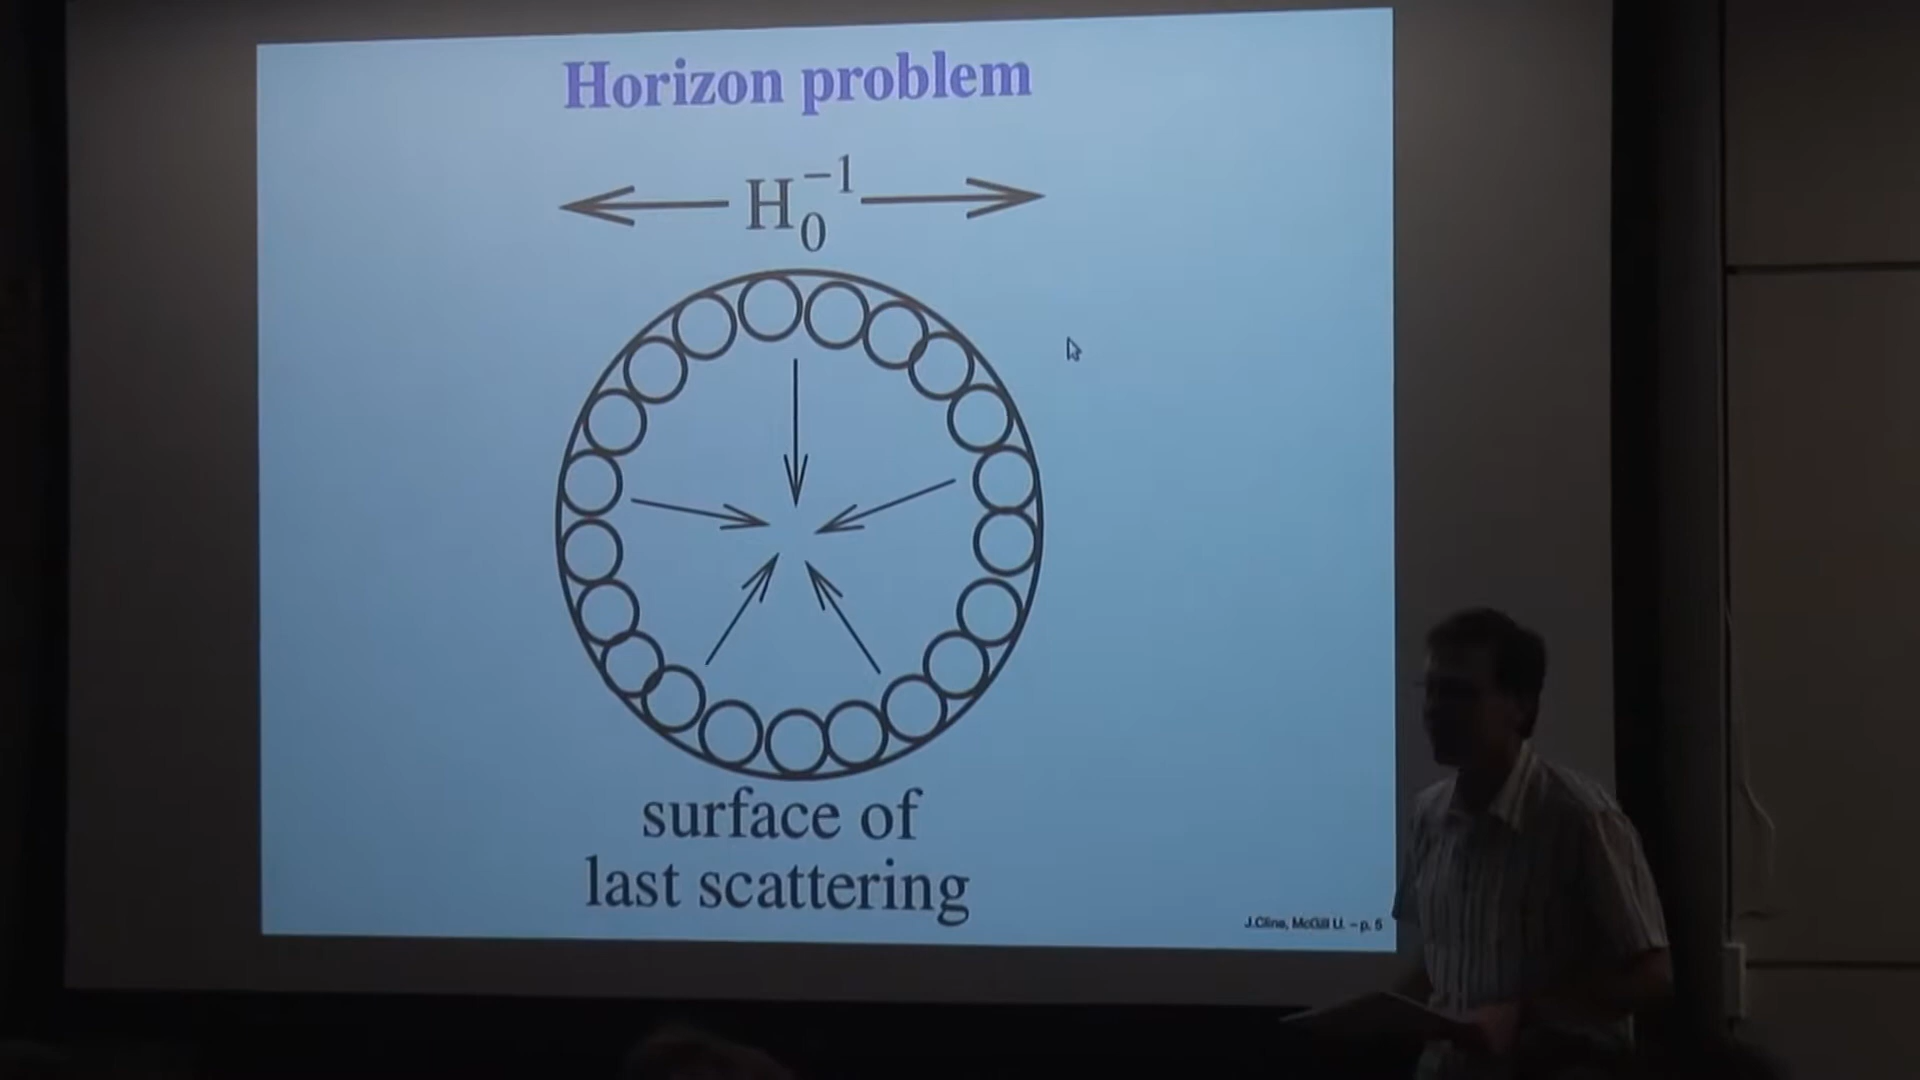 Horizon problem
H₀⁻¹
surface of
last scattering
J.Cline, McGill U. – p. 5